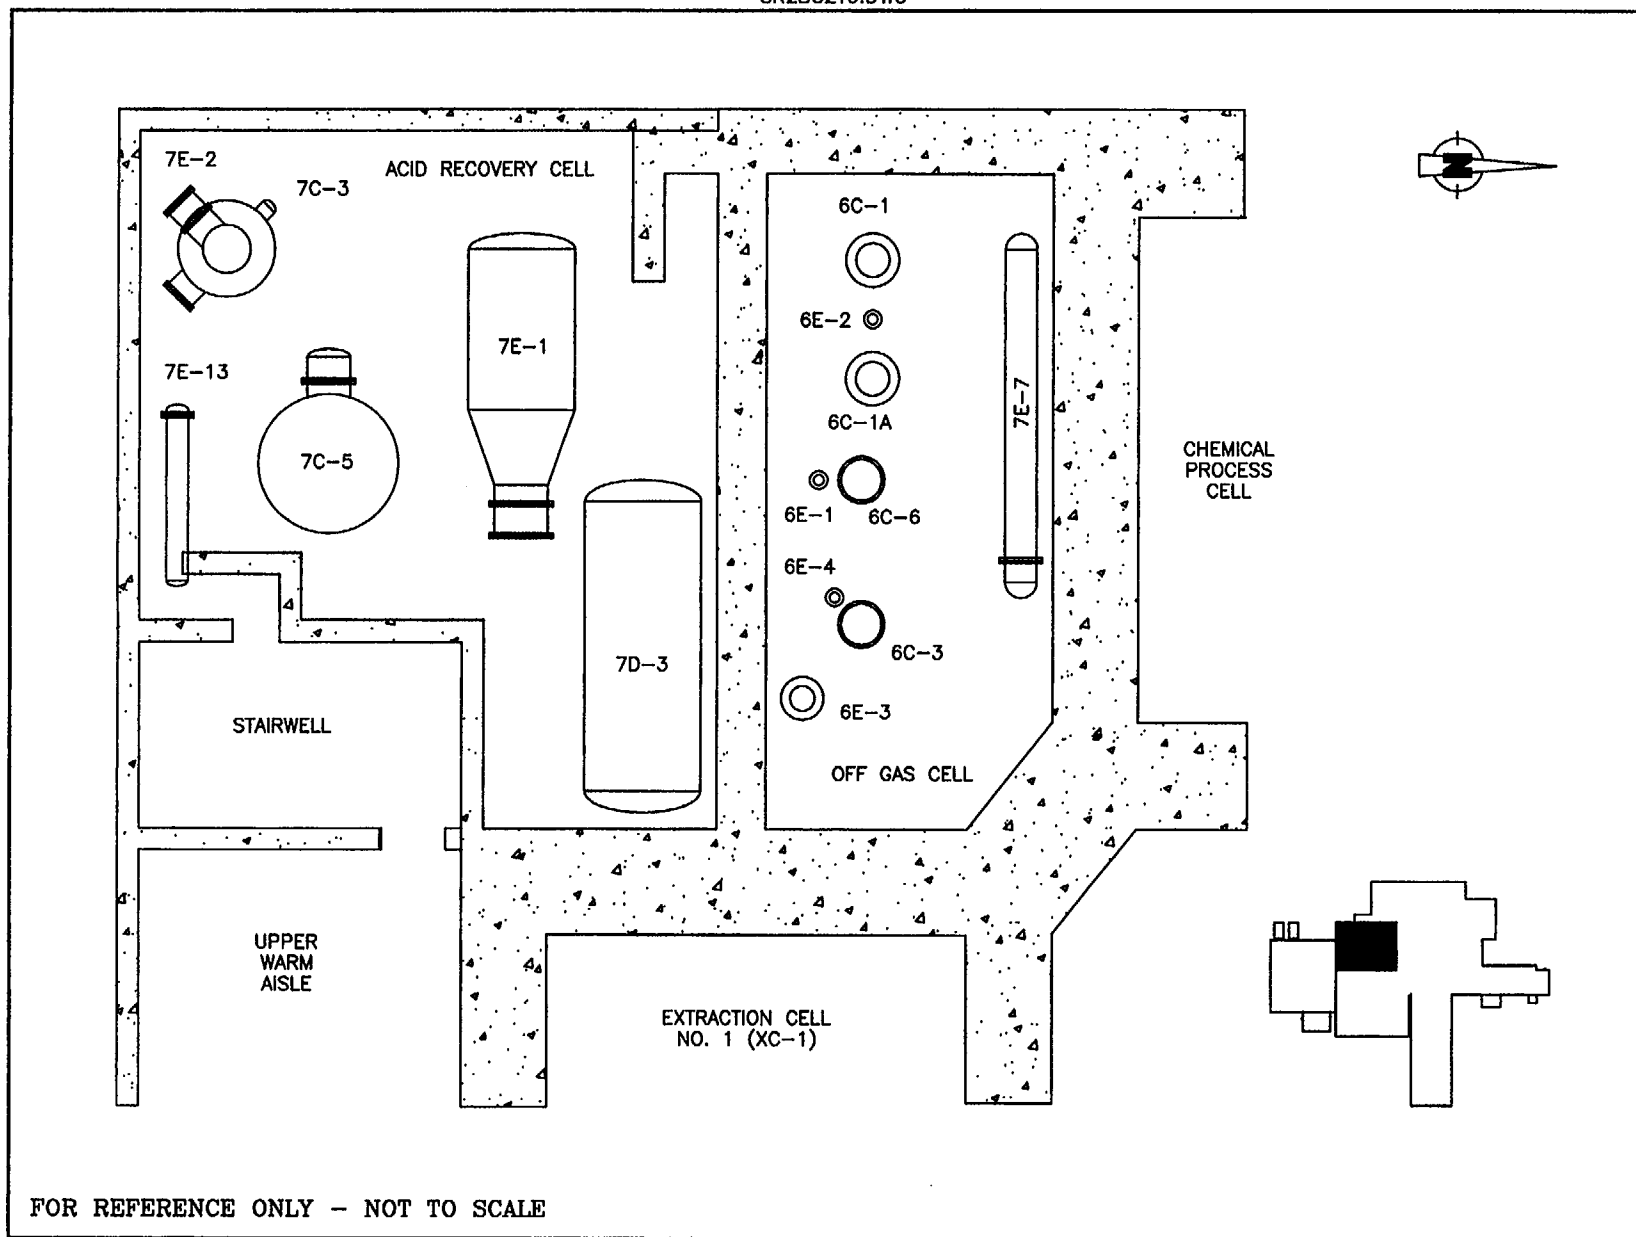 7E-2
7C-3
ACID RECOVERY CELL
6C-1
N
6E-2
7E-1
7E-13
7E-7
6C-1A
7C-5
CHEMICAL
PROCESS
CELL
6E-1
6C-6
6E-4
6C-3
7D-3
6E-3
STAIRWELL
OFF GAS CELL
UPPER
WARM
AISLE
EXTRACTION CELL
NO. 1 (XC-1)
FOR REFERENCE ONLY - NOT TO SCALE